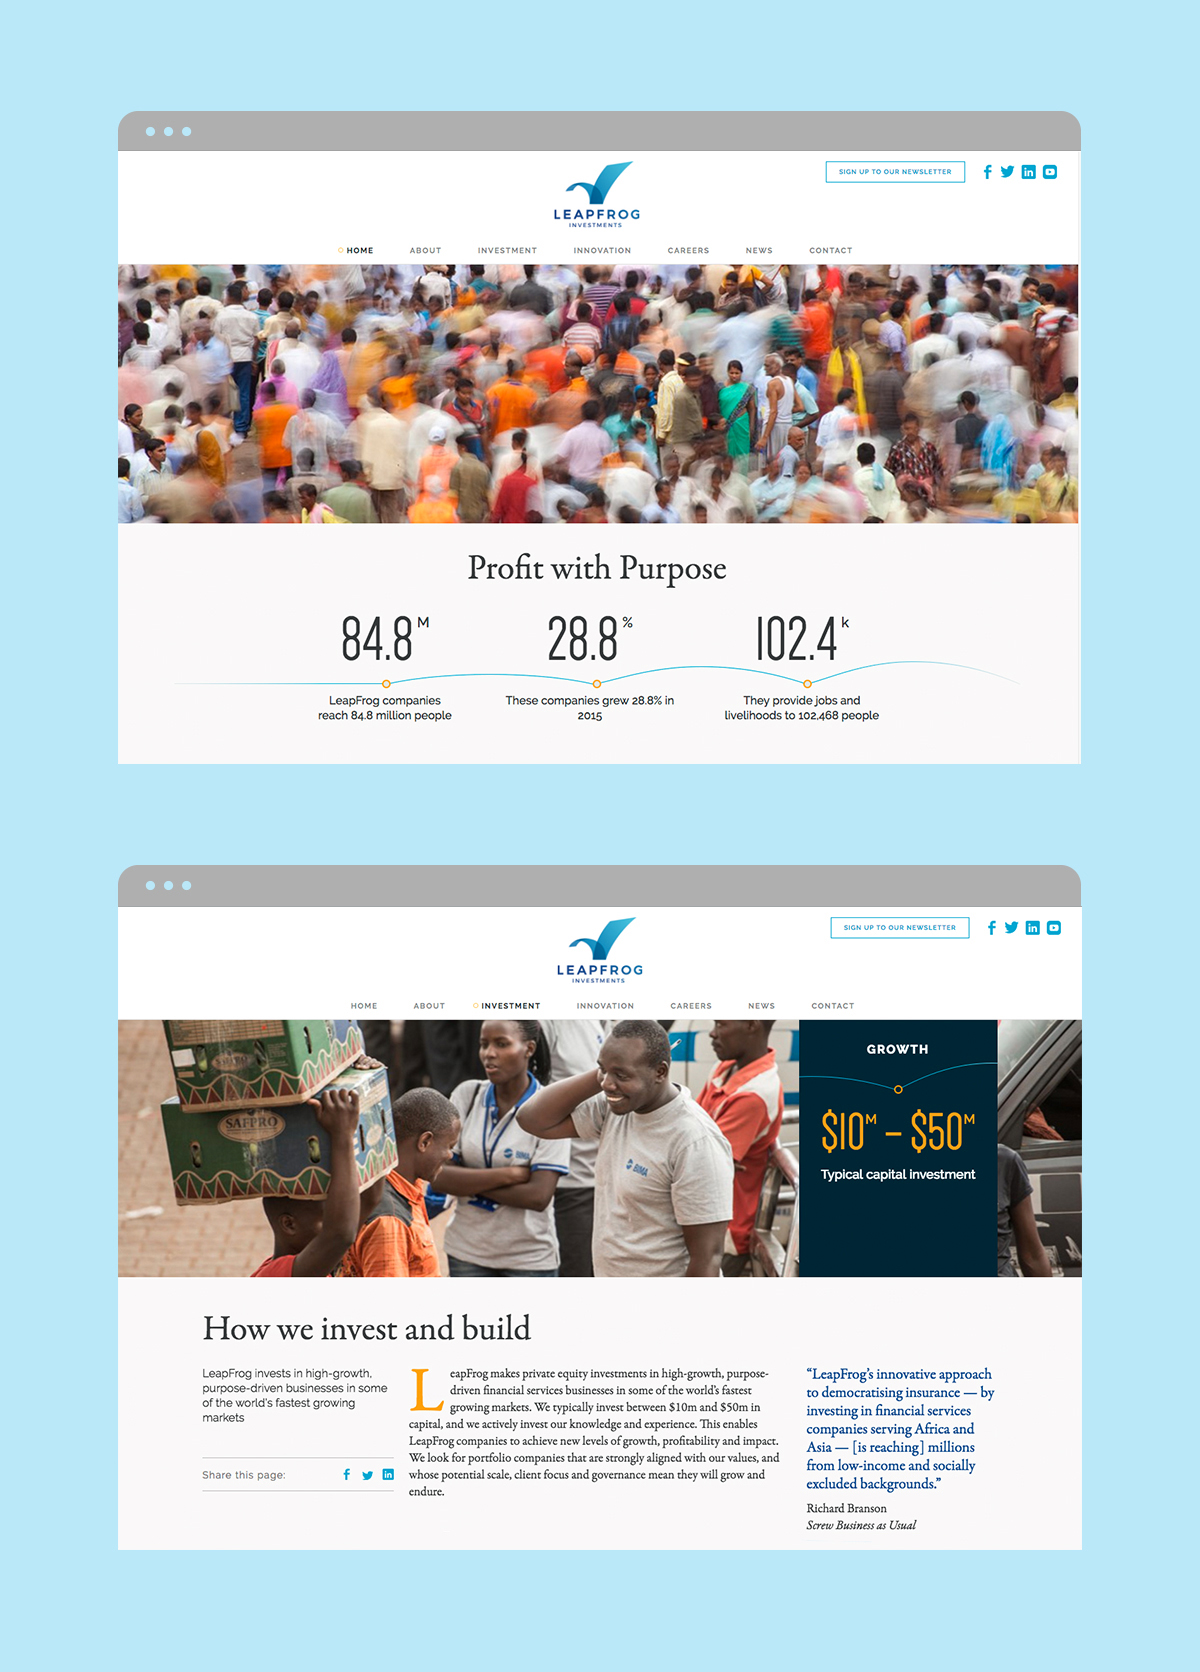 SIGN UP TO OUR NEWSLETTER
LEAPFROG
INVESTMENTS
HOME ABOUT INVESTMENT INNOVATION CAREERS NEWS CONTACT
Profit with Purpose
84.8 M 28.8 % 102.4 k
LeapFrog companies
reach 84.8 million people
These companies grew 28.8% in
2015
They provide jobs and
livelihoods to 102,468 people
SIGN UP TO OUR NEWSLETTER
LEAPFROG
INVESTMENTS
HOME ABOUT INVESTMENT INNOVATION CAREERS NEWS CONTACT
SAFPRO
BIMA
BIMA
GROWTH
$10M – $50M
Typical capital investment
How we invest and build
LeapFrog invests in high-growth,
purpose-driven businesses in some
of the world's fastest growing
markets
Share this page:
LeapFrog makes private equity investments in high-growth, purpose-
driven financial services businesses in some of the world's fastest
growing markets. We typically invest between $10m and $50m in
capital, and we actively invest our knowledge and experience. This enables
LeapFrog companies to achieve new levels of growth, profitability and impact.
We look for portfolio companies that are strongly aligned with our values, and
whose potential scale, client focus and governance mean they will grow and
endure.
“LeapFrog's innovative approach
to democratising insurance — by
investing in financial services
companies serving Africa and
Asia — [is reaching] millions
from low-income and socially
excluded backgrounds.”
Richard Branson
Screw Business as Usual